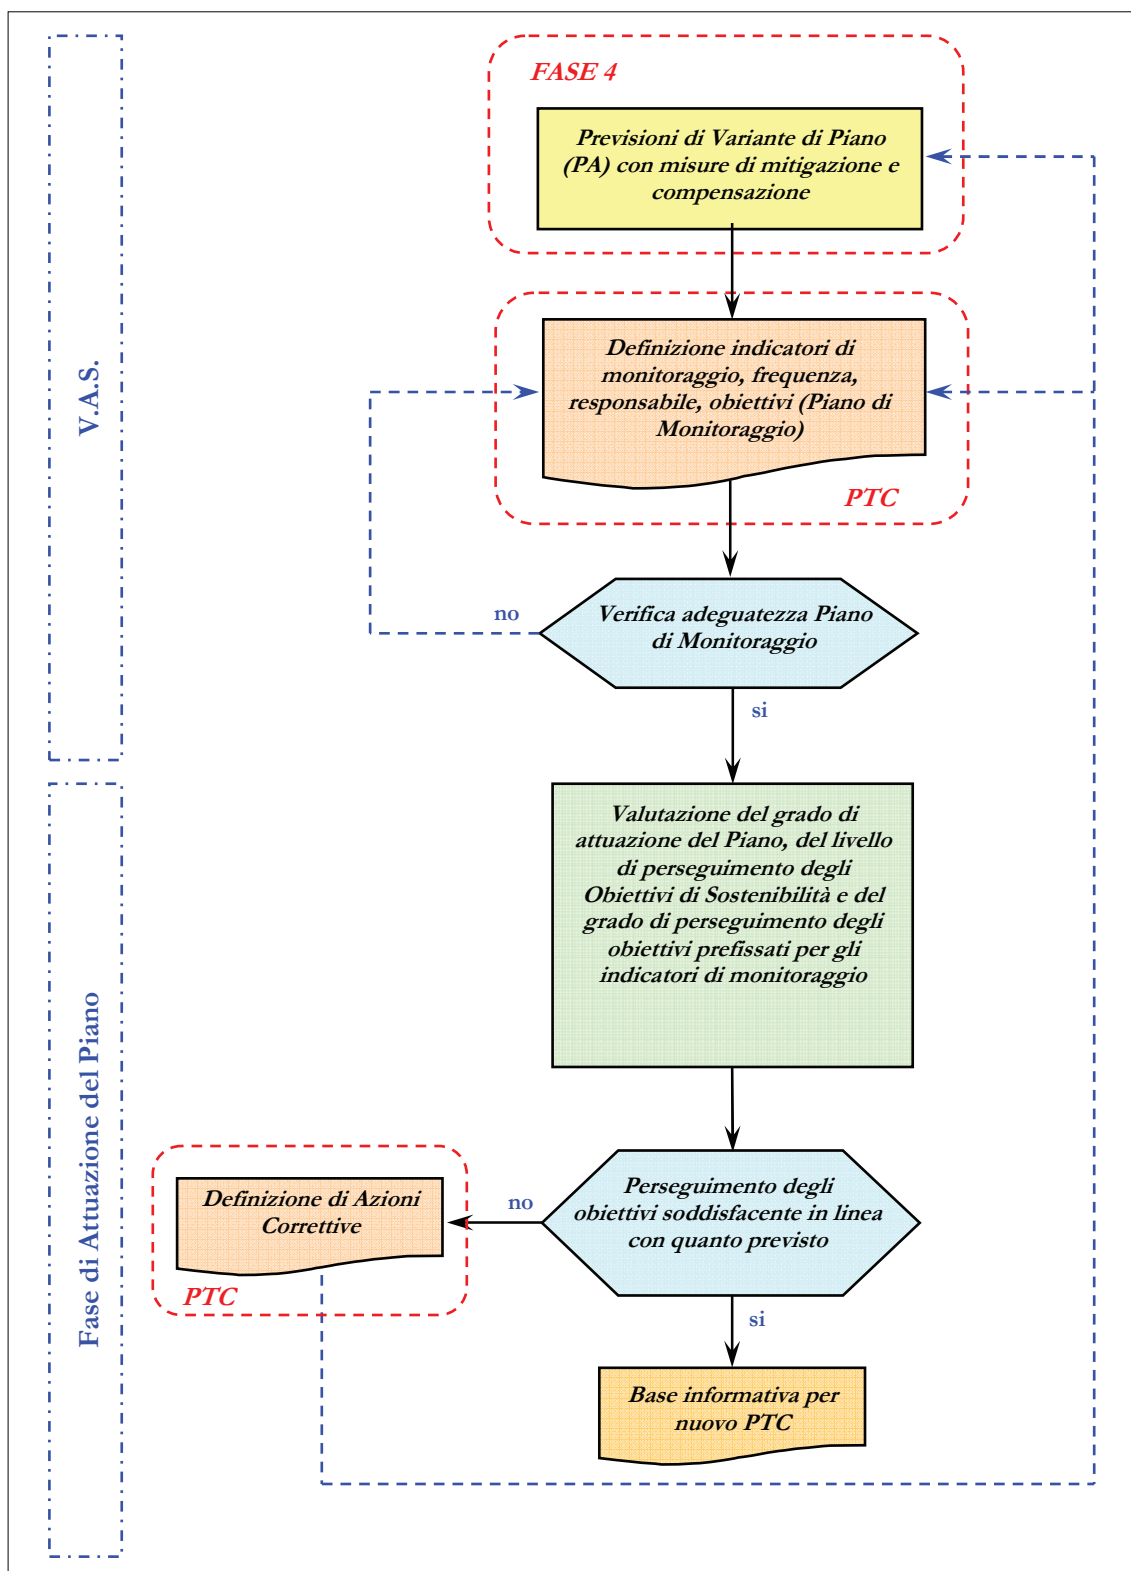 FASE 4
Previsioni di Variante di Piano
(PA) con misure di mitigazione e
compensazione
V.A.S.
Definizione indicatori di
monitoraggio, frequenza,
responsabile, obiettivi (Piano di
Monitoraggio)
PTC
no
Verifica adeguatezza Piano
di Monitoraggio
si
Fase di Attuazione del Piano
Valutazione del grado di
attuazione del Piano, del livello
di perseguimento degli
Obiettivi di Sostenibilità e del
grado di perseguimento degli
obiettivi prefissati per gli
indicatori di monitoraggio
Perseguimento degli
obiettivi soddisfacente in linea
con quanto previsto
no
Definizione di Azioni
Correttive
PTC
si
Base informativa per
nuovo PTC